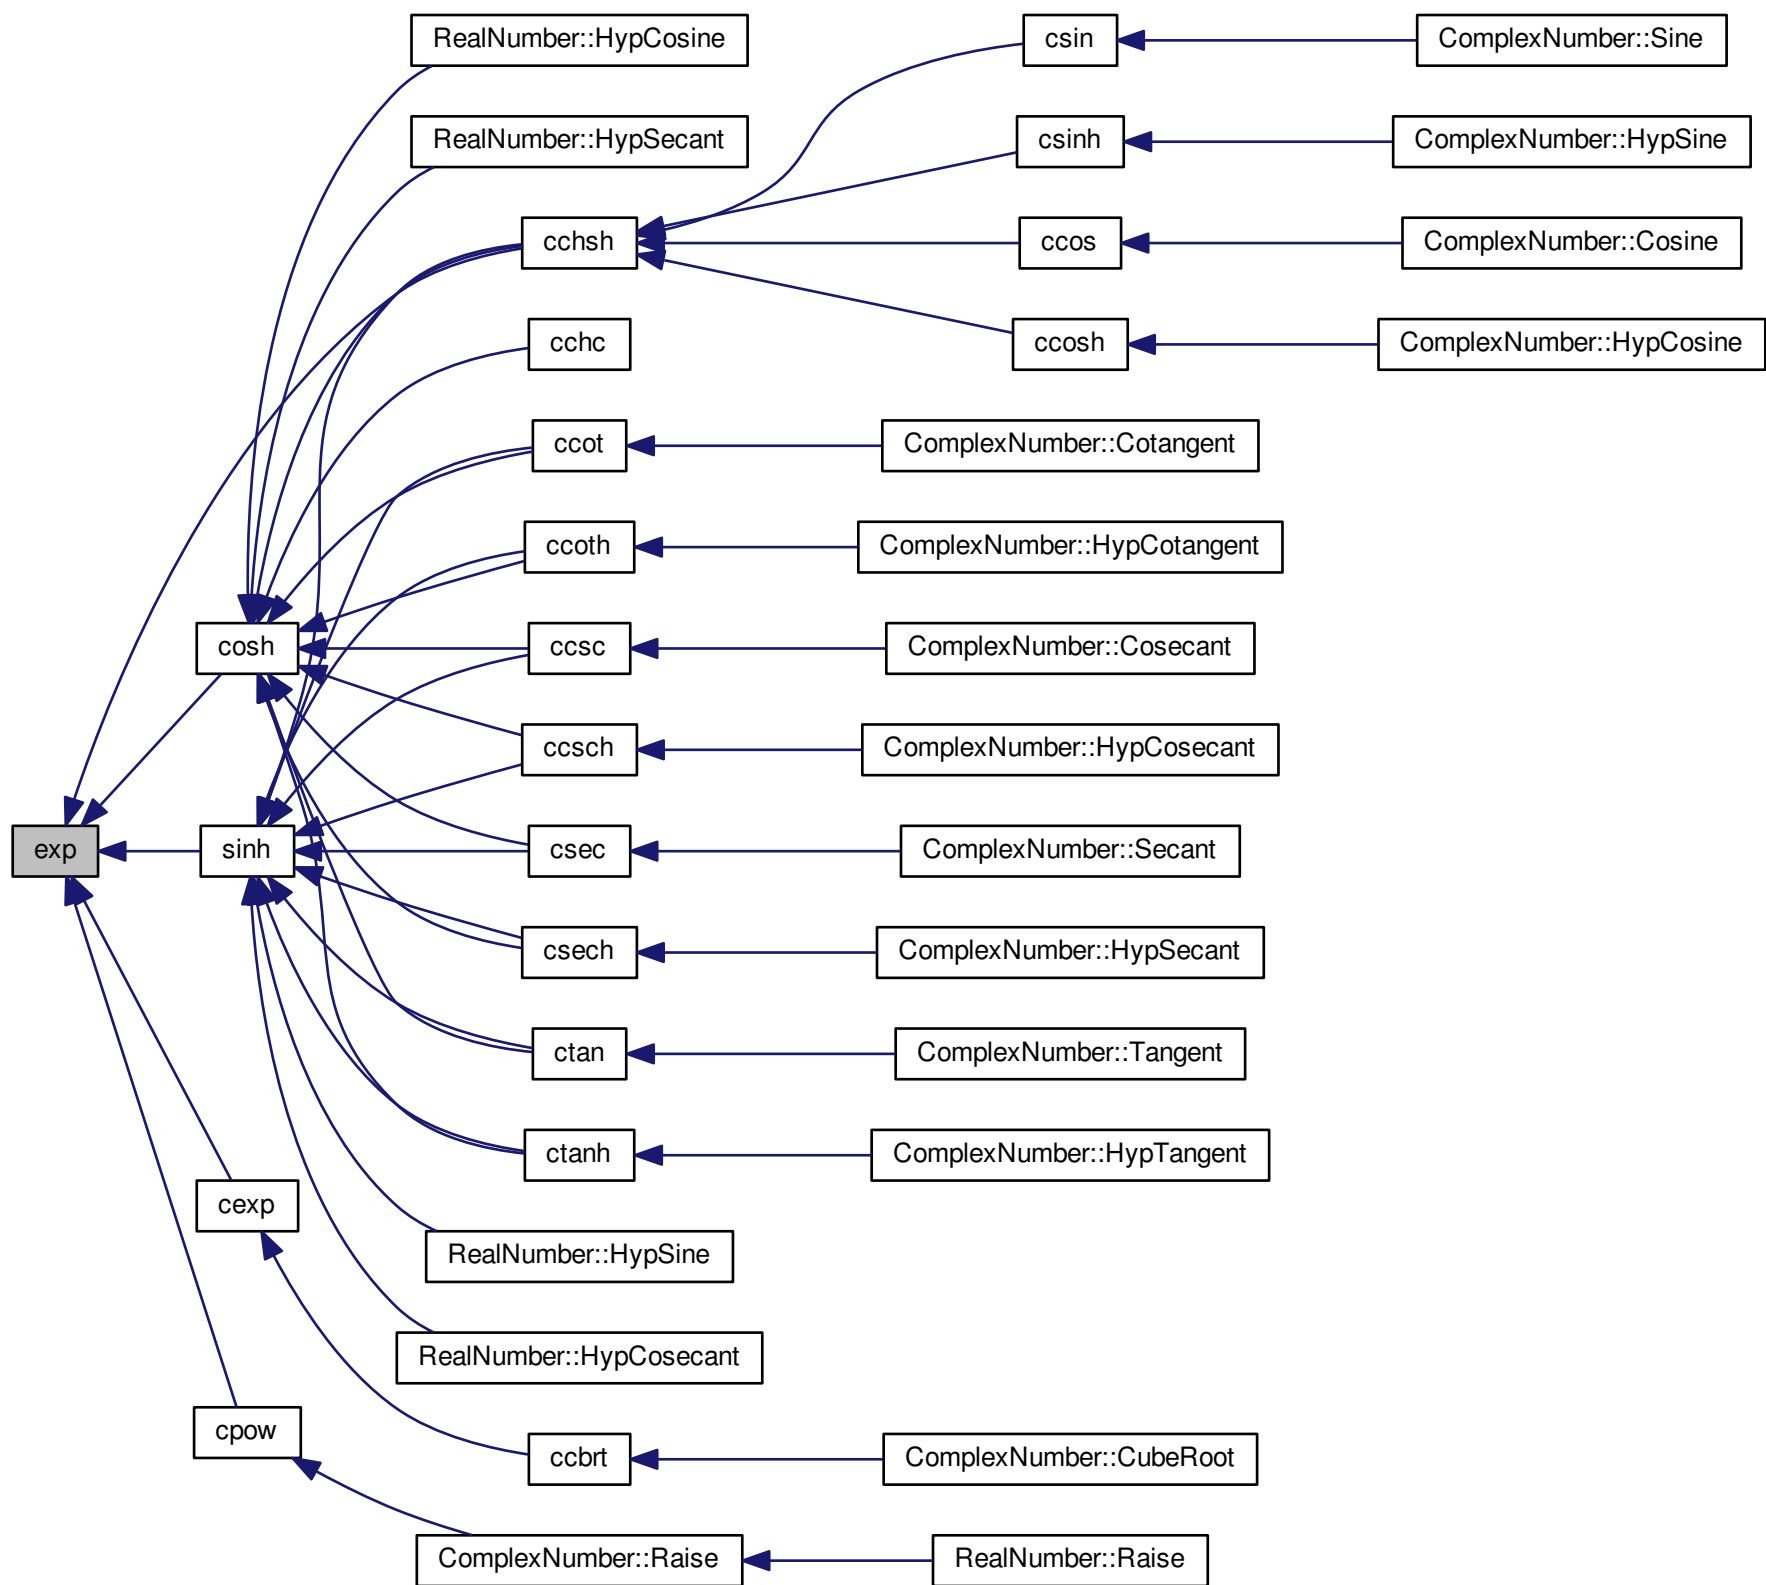 RealNumber::HypCosine
csin
ComplexNumber::Sine
RealNumber::HypSecant
csinh
ComplexNumber::HypSine
cchsh
ccos
ComplexNumber::Cosine
cchc
ccosh
ComplexNumber::HypCosine
ccot
ComplexNumber::Cotangent
ccoth
ComplexNumber::HypCotangent
cosh
ccsc
ComplexNumber::Cosecant
ccsch
ComplexNumber::HypCosecant
exp
sinh
csec
ComplexNumber::Secant
csech
ComplexNumber::HypSecant
ctan
ComplexNumber::Tangent
ctanh
ComplexNumber::HypTangent
cexp
RealNumber::HypSine
RealNumber::HypCosecant
cpow
ccbrt
ComplexNumber::CubeRoot
ComplexNumber::Raise
RealNumber::Raise